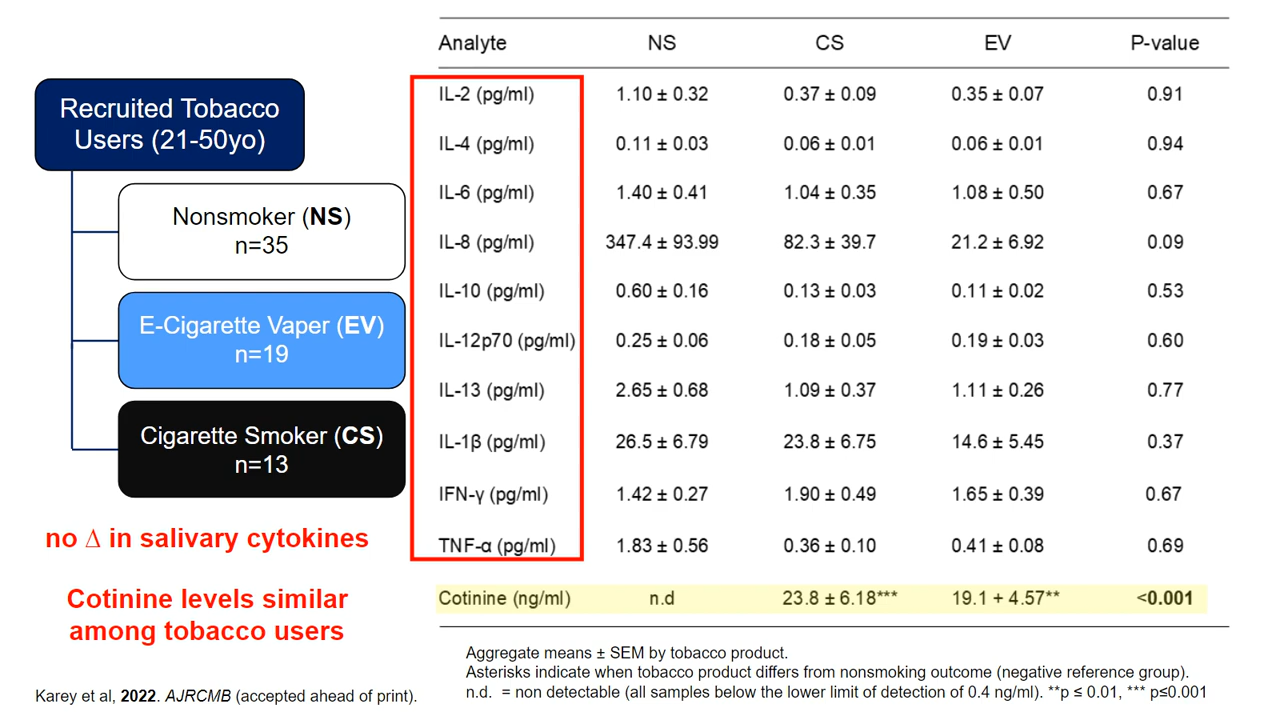 Recruited Tobacco
Users (21-50yo)
Nonsmoker (NS)
n=35
E-Cigarette Vaper (EV)
n=19
Cigarette Smoker (CS)
n=13
no Δ in salivary cytokines
Cotinine levels similar
among tobacco users
Karey et al, 2022. AJRCMB (accepted ahead of print).
Analyte NS CS EV P-value
IL-2 (pg/ml) 1.10 ± 0.32 0.37 ± 0.09 0.35 ± 0.07 0.91
IL-4 (pg/ml) 0.11 ± 0.03 0.06 ± 0.01 0.06 ± 0.01 0.94
IL-6 (pg/ml) 1.40 ± 0.41 1.04 ± 0.35 1.08 ± 0.50 0.67
IL-8 (pg/ml) 347.4 ± 93.99 82.3 ± 39.7 21.2 ± 6.92 0.09
IL-10 (pg/ml) 0.60 ± 0.16 0.13 ± 0.03 0.11 ± 0.02 0.53
IL-12p70 (pg/ml) 0.25 ± 0.06 0.18 ± 0.05 0.19 ± 0.03 0.60
IL-13 (pg/ml) 2.65 ± 0.68 1.09 ± 0.37 1.11 ± 0.26 0.77
IL-1β (pg/ml) 26.5 ± 6.79 23.8 ± 6.75 14.6 ± 5.45 0.37
IFN-γ (pg/ml) 1.42 ± 0.27 1.90 ± 0.49 1.65 ± 0.39 0.67
TNF-α (pg/ml) 1.83 ± 0.56 0.36 ± 0.10 0.41 ± 0.08 0.69
Cotinine (ng/ml) n.d 23.8 ± 6.18*** 19.1 + 4.57** <0.001
Aggregate means ± SEM by tobacco product.
Asterisks indicate when tobacco product differs from nonsmoking outcome (negative reference group).
n.d. = non detectable (all samples below the lower limit of detection of 0.4 ng/ml). **p ≤ 0.01, *** p≤0.001